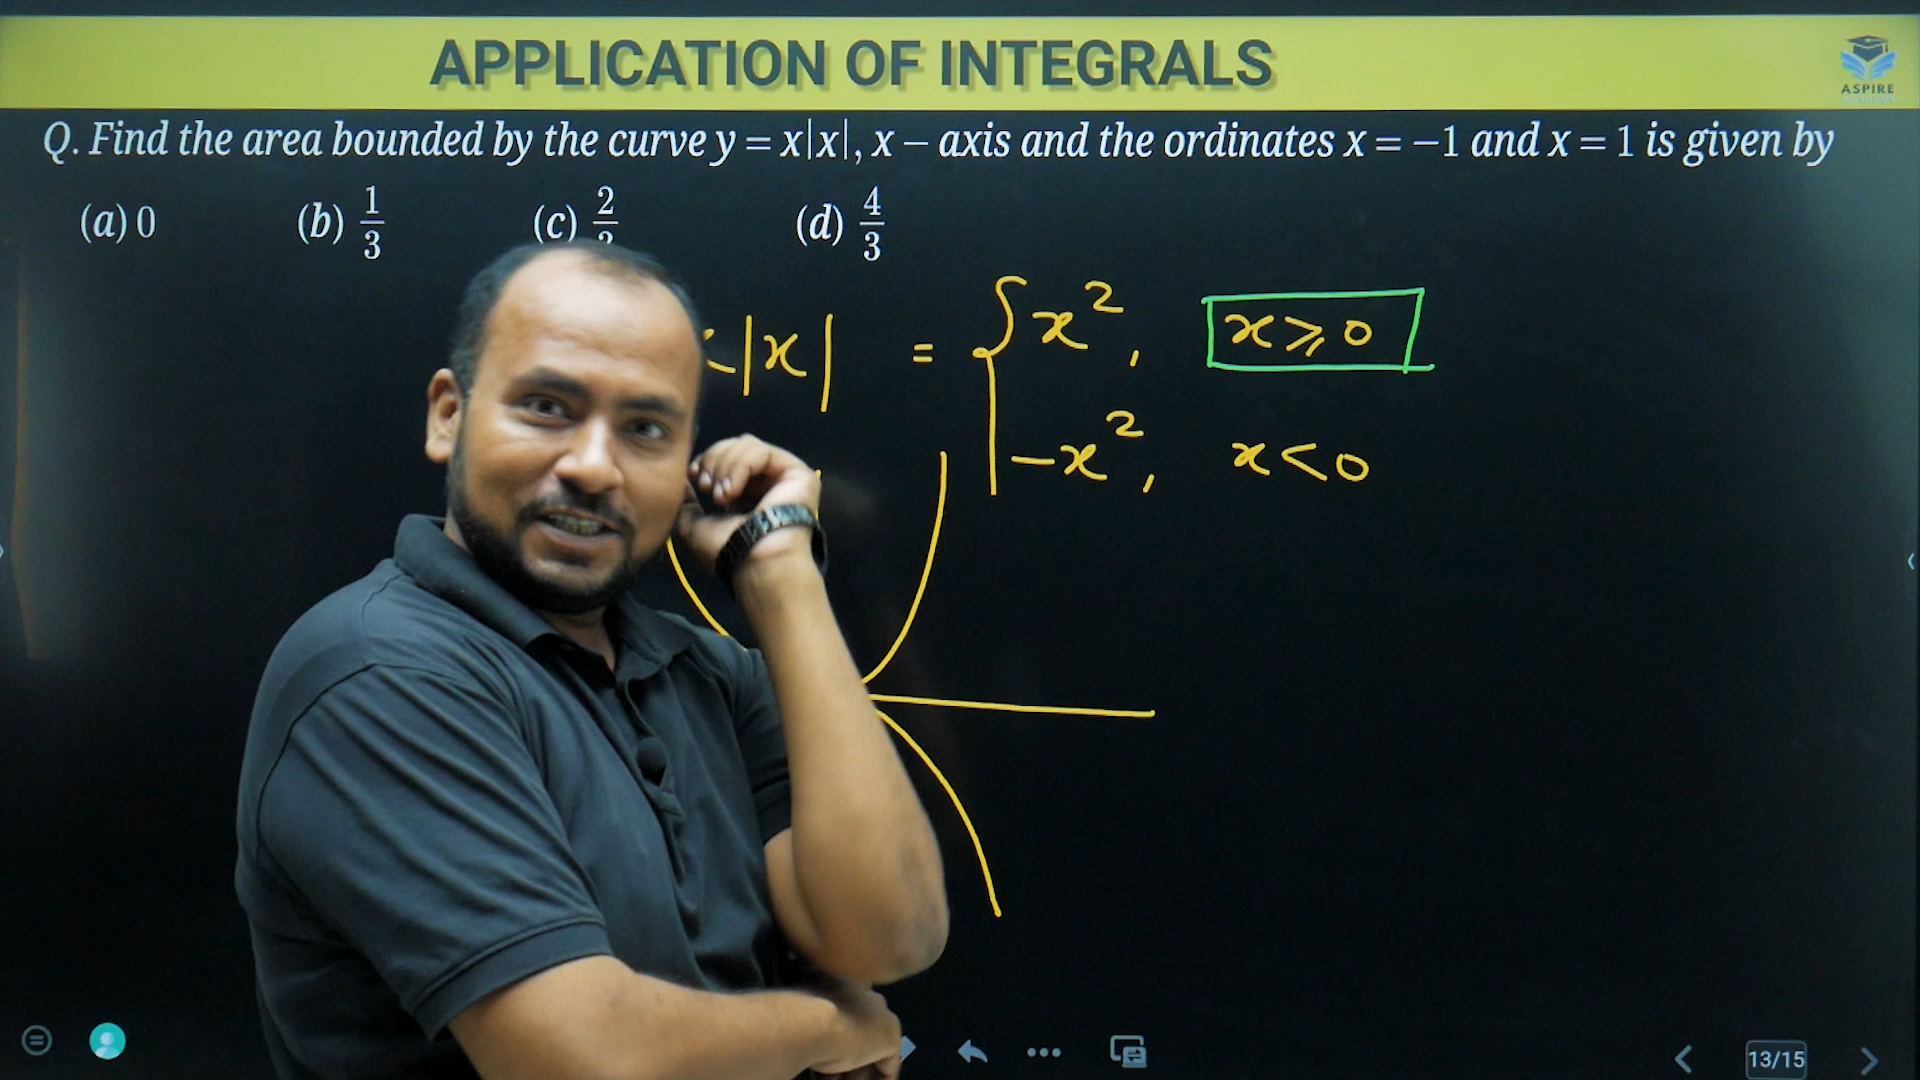 APPLICATION OF INTEGRALS
ASPIRE
Q. Find the area bounded by the curve y = x|x|, x – axis and the ordinates x = −1 and x = 1 is given by
(a) 0 (b) 1/3 (c) 2/ (d) 4/3
|x| = { x², x ≥ 0
−x², x < 0
13/15